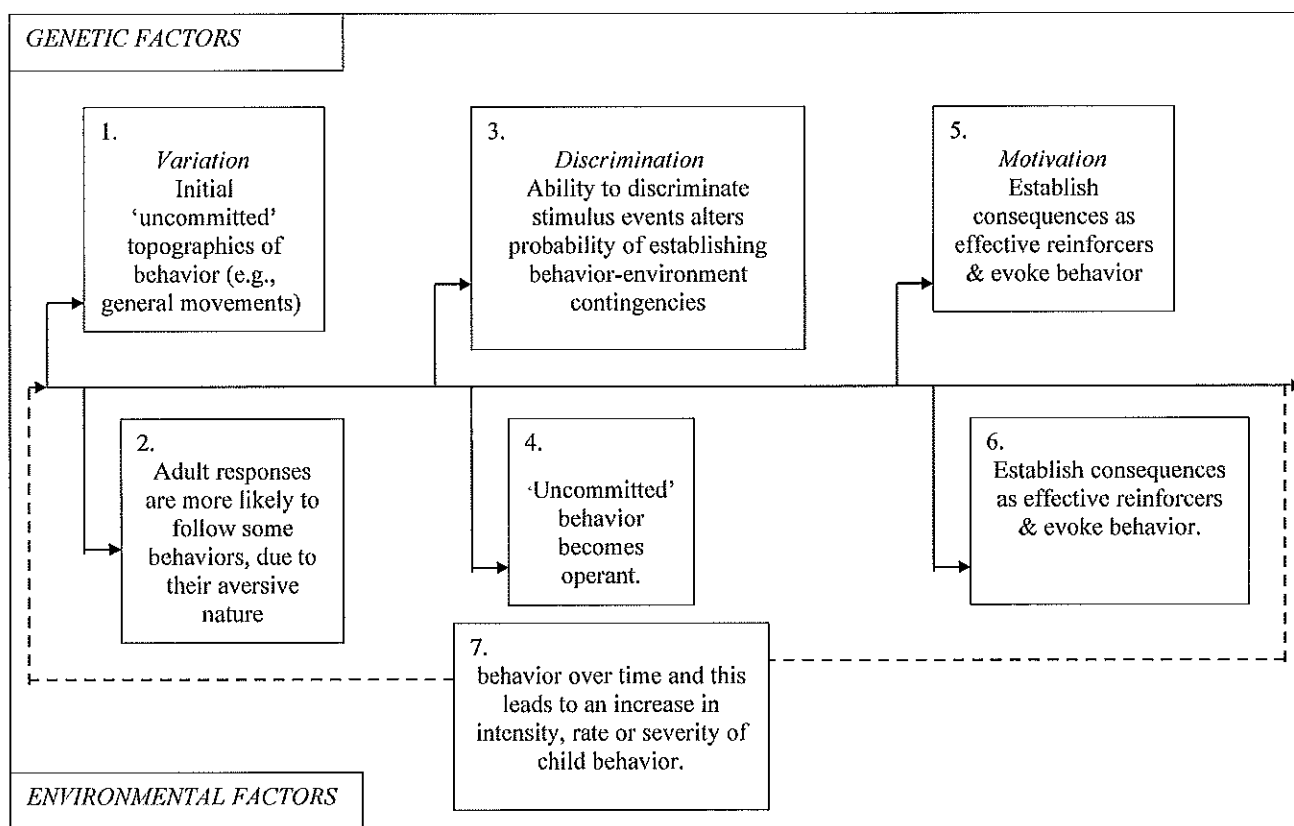 GENETIC FACTORS
1.
Variation
Initial
‘uncommitted’
topographics of
behavior (e.g.,
general movements)
3.
Discrimination
Ability to discriminate
stimulus events alters
probability of establishing
behavior-environment
contingencies
5.
Motivation
Establish
consequences as
effective reinforcers
& evoke behavior
2.
Adult responses
are more likely to
follow some
behaviors, due to
their aversive
nature
4.
‘Uncommitted’
behavior
becomes
operant.
6.
Establish consequences
as effective reinforcers
& evoke behavior.
7.
behavior over time and this
leads to an increase in
intensity, rate or severity of
child behavior.
ENVIRONMENTAL FACTORS